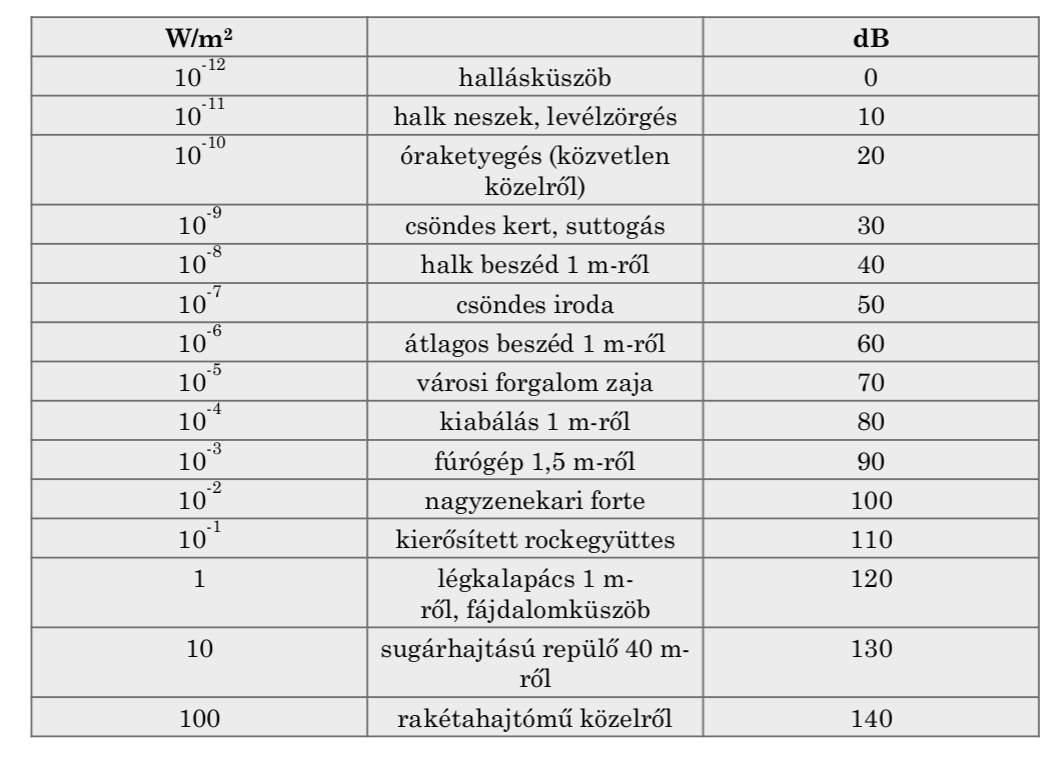 W/m² dB
10⁻¹² hallásküszöb 0
10⁻¹¹ halk neszek, levélzörgés 10
10⁻¹⁰ óraketyegés (közvetlen 20
közelről)
10⁻⁹ csöndes kert, suttogás 30
10⁻⁸ halk beszéd 1 m-ről 40
10⁻⁷ csöndes iroda 50
10⁻⁶ átlagos beszéd 1 m-ről 60
10⁻⁵ városi forgalom zaja 70
10⁻⁴ kiabálás 1 m-ről 80
10⁻³ fúrógép 1,5 m-ről 90
10⁻² nagyzenekari forte 100
10⁻¹ kierősített rockegyüttes 110
1 légkalapács 1 m- 120
ről, fájdalomküszöb
10 sugárhajtású repülő 40 m- 130
ről
100 rakétahajtómű közelről 140